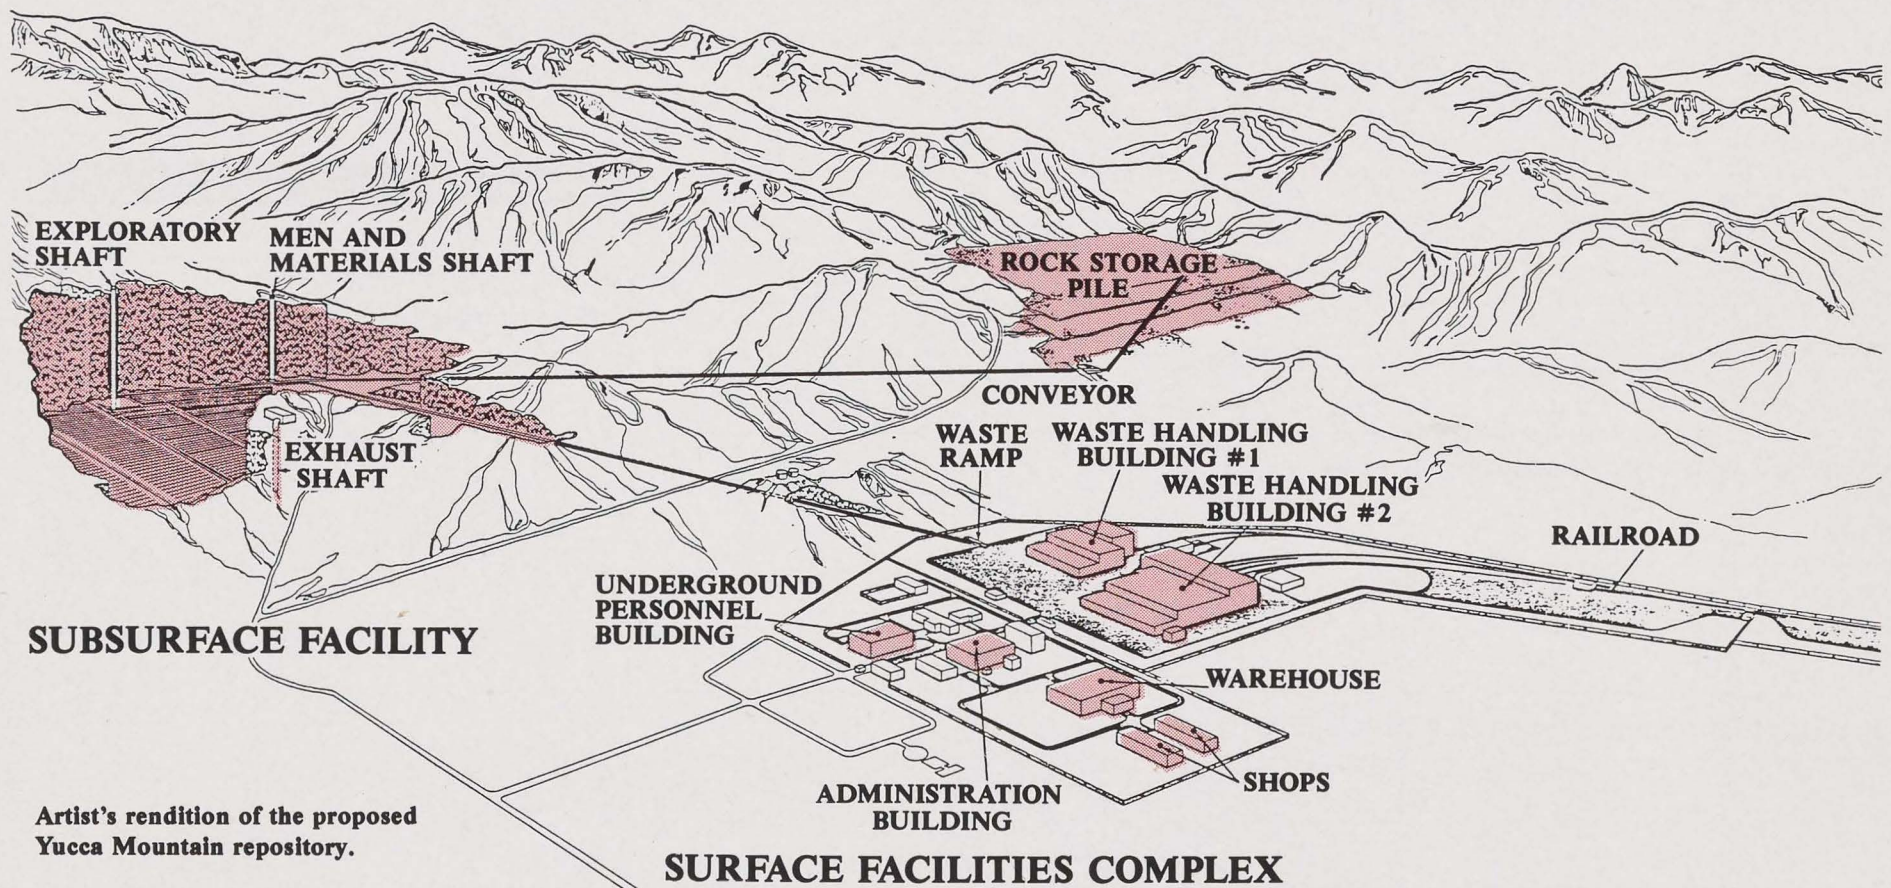 EXPLORATORY
SHAFT
MEN AND
MATERIALS SHAFT
ROCK STORAGE
PILE
CONVEYOR
EXHAUST
SHAFT
WASTE
RAMP
WASTE HANDLING
BUILDING #1
WASTE HANDLING
BUILDING #2
RAILROAD
UNDERGROUND
PERSONNEL
BUILDING
SUBSURFACE FACILITY
WAREHOUSE
SHOPS
ADMINISTRATION
BUILDING
Artist's rendition of the proposed
Yucca Mountain repository.
SURFACE FACILITIES COMPLEX